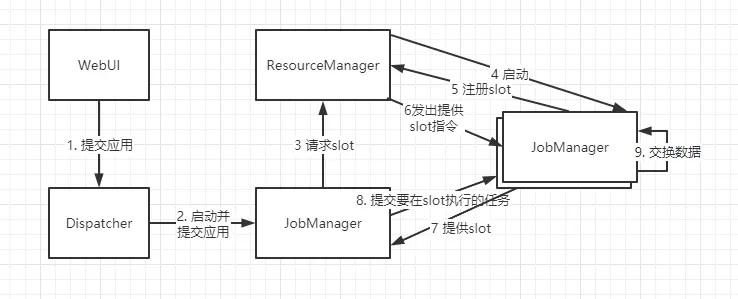 WebUI
ResourceManager
4 启动
5 注册slot
6发出提供
slot指令
JobManager
9. 交换数据
1. 提交应用
3 请求slot
Dispatcher
2. 启动并
提交应用
JobManager
8. 提交要在slot执行的任务
7 提供slot